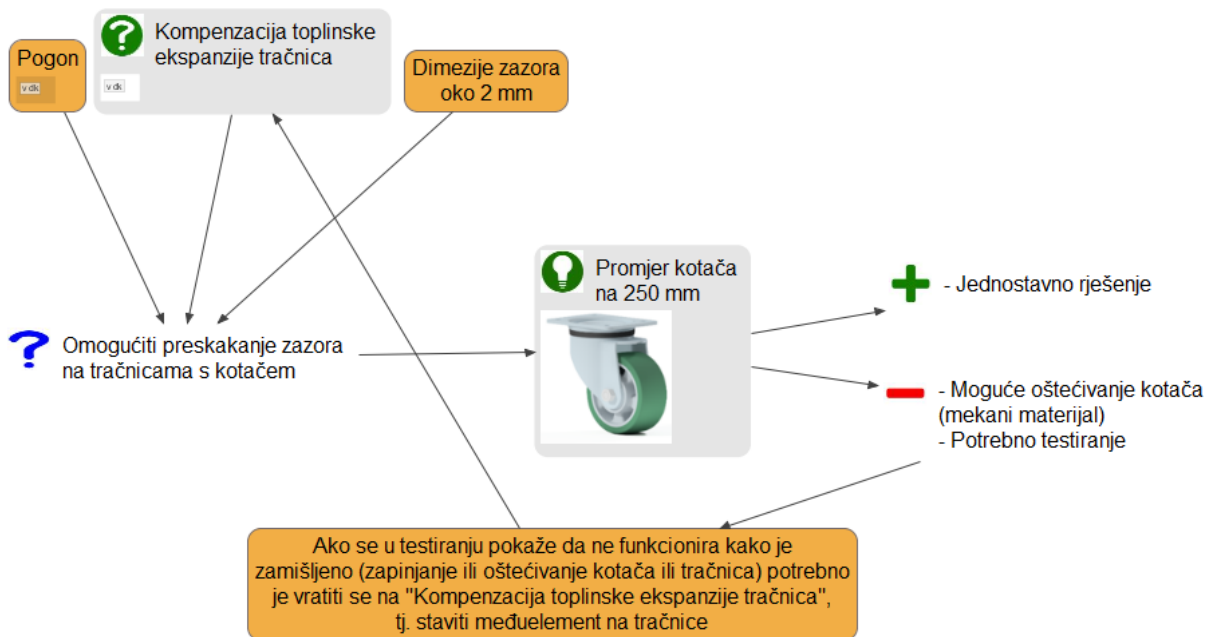 Kompenzacija toplinske
ekspanzije tračnica
Pogon
v dk
v dk
Dimezije zazora
oko 2 mm
Promjer kotača
na 250 mm
- Jednostavno rješenje
Omogućiti preskakanje zazora
na tračnicama s kotačem
- Moguće oštećivanje kotača
(mekani materijal)
- Potrebno testiranje
Ako se u testiranju pokaže da ne funkcionira kako je
zamišljeno (zapinjanje ili oštećivanje kotača ili tračnica) potrebno
je vratiti se na "Kompenzacija toplinske ekspanzije tračnica",
tj. staviti međuelement na tračnice